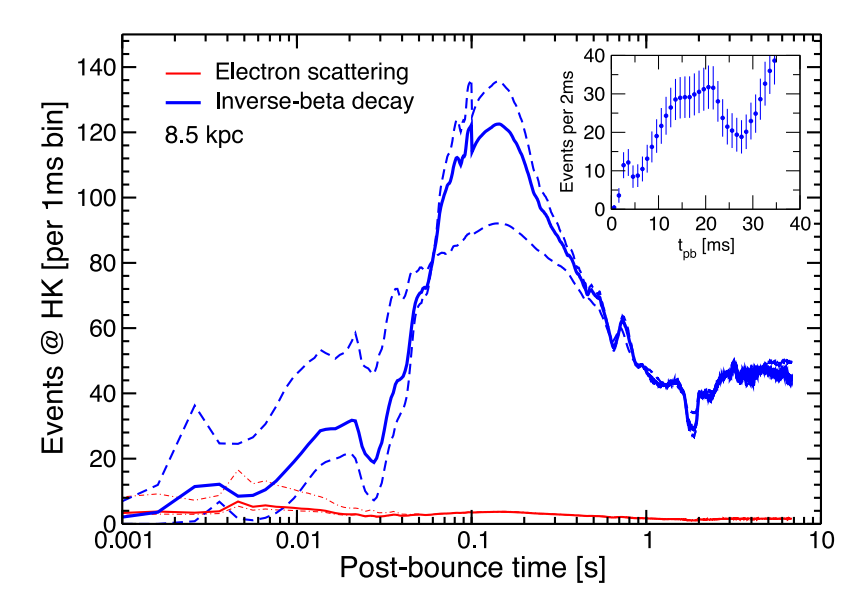 Events @ HK [per 1ms bin]
140
120
100
80
60
40
20
0
Electron scattering
Inverse-beta decay
8.5 kpc
Events per 2ms
40
30
20
10
0
0 10 20 30 40
t_pb [ms]
0.001 0.01 0.1 1 10
Post-bounce time [s]